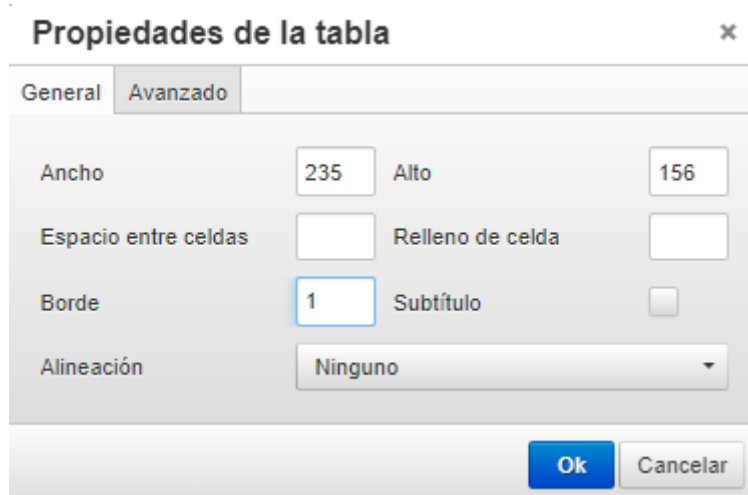 Propiedades de la tabla ×
General Avanzado
Ancho 235 Alto 156
Espacio entre celdas Relleno de celda
Borde 1 Subtítulo
Alineación Ninguno
Ok Cancelar